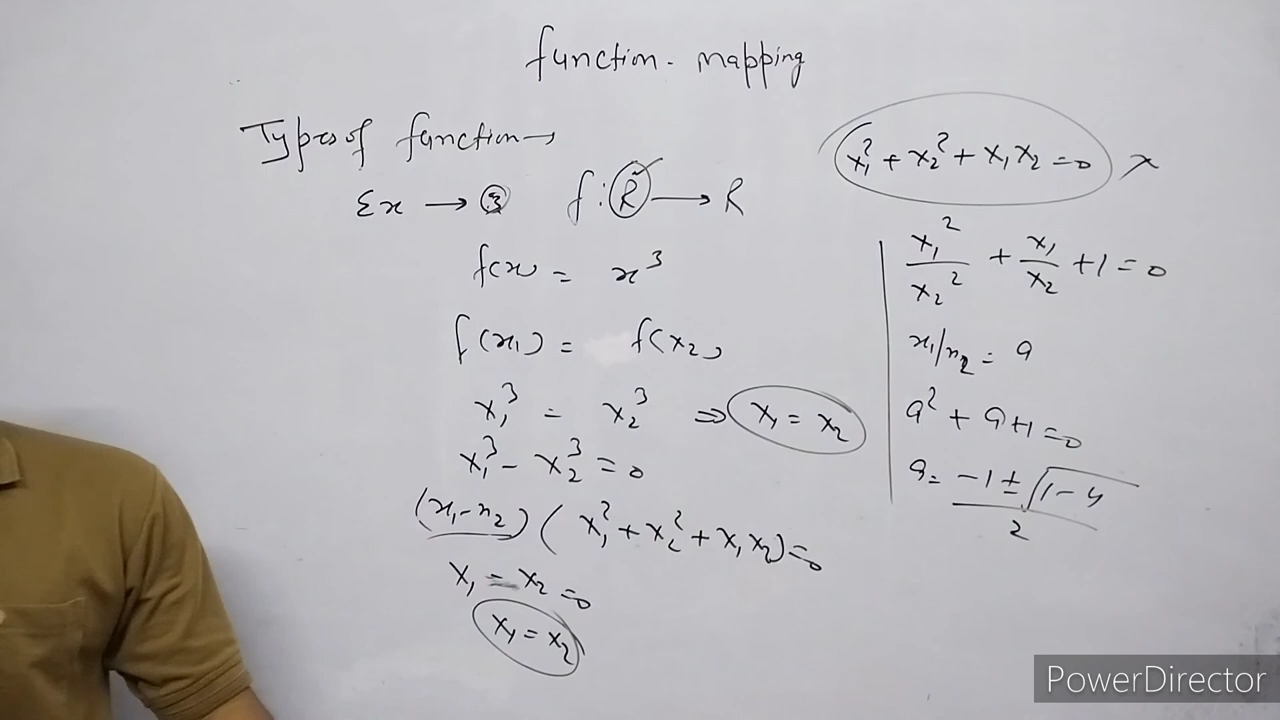 function - mapping
Types of function →
Ex → 3 f : R → R
f(x) = x³
f(x₁) = f(x₂)
x₁³ = x₂³ ⇒ x₁ = x₂
x₁³ - x₂³ = 0
(x₁ - x₂) (x₁² + x₂² + x₁x₂) = 0
x₁ - x₂ = 0
x₁ = x₂
x₁² + x₂² + x₁x₂ = 0 ×
x₁²/x₂² + x₁/x₂ + 1 = 0
x₁/x₂ = a
a² + a + 1 = 0
a = (-1 ± √(1-4))/2
PowerDirector